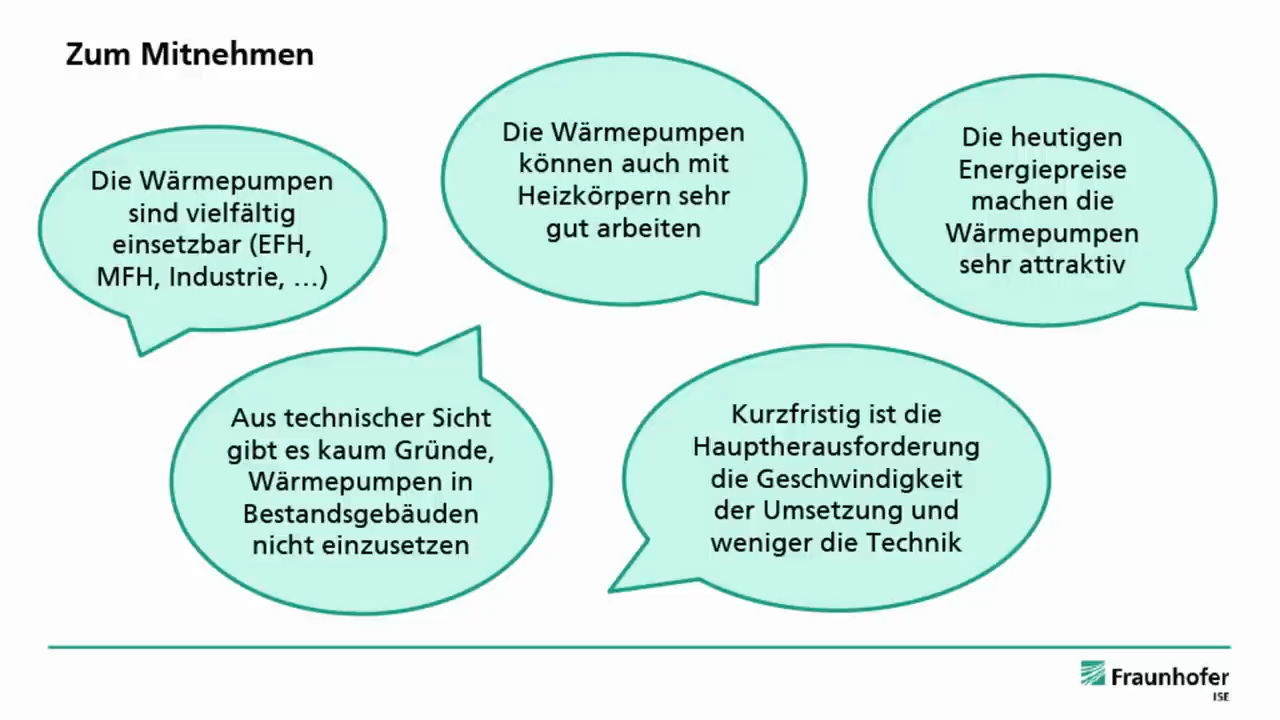 Zum Mitnehmen
Die Wärmepumpen
sind vielfältig
einsetzbar (EFH,
MFH, Industrie, …)
Die Wärmepumpen
können auch mit
Heizkörpern sehr
gut arbeiten
Die heutigen
Energiepreise
machen die
Wärmepumpen
sehr attraktiv
Aus technischer Sicht
gibt es kaum Gründe,
Wärmepumpen in
Bestandsgebäuden
nicht einzusetzen
Kurzfristig ist die
Hauptherausforderung
die Geschwindigkeit
der Umsetzung und
weniger die Technik
Fraunhofer
ISE